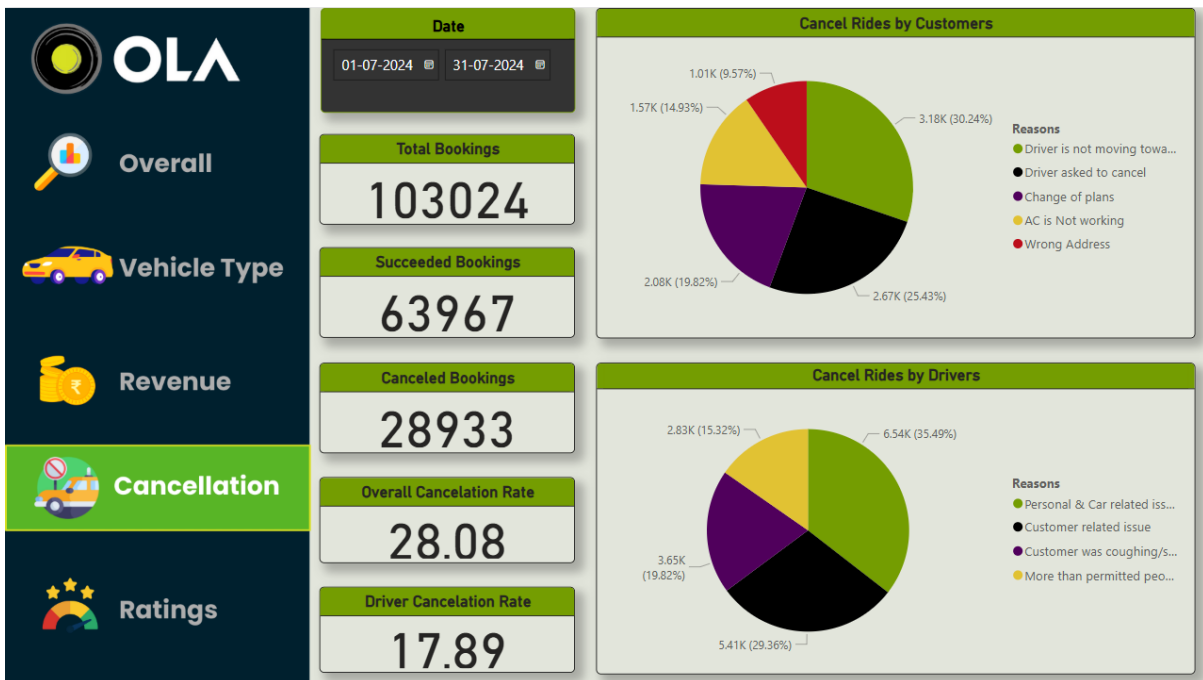 OLA
Overall
Vehicle Type
Revenue
₹
Cancellation
Ratings
Date
01-07-2024 31-07-2024
Total Bookings
103024
Succeeded Bookings
63967
Canceled Bookings
28933
Overall Cancelation Rate
28.08
Driver Cancelation Rate
17.89
Cancel Rides by Customers
1.01K (9.57%)
1.57K (14.93%)
3.18K (30.24%)
2.08K (19.82%)
2.67K (25.43%)
Reasons
Driver is not moving towa...
Driver asked to cancel
Change of plans
AC is Not working
Wrong Address
Cancel Rides by Drivers
2.83K (15.32%)
6.54K (35.49%)
3.65K
(19.82%)
5.41K (29.36%)
Reasons
Personal & Car related iss...
Customer related issue
Customer was coughing/s...
More than permitted peo...